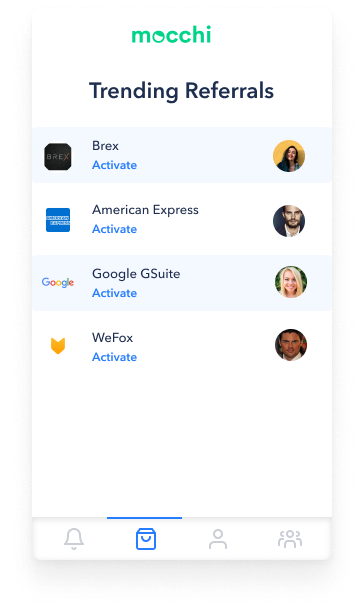 mocchi
Trending Referrals
BREX
Brex
Activate
AMERICAN
EXPRESS
American Express
Activate
Google
Google GSuite
Activate
WeFox
Activate